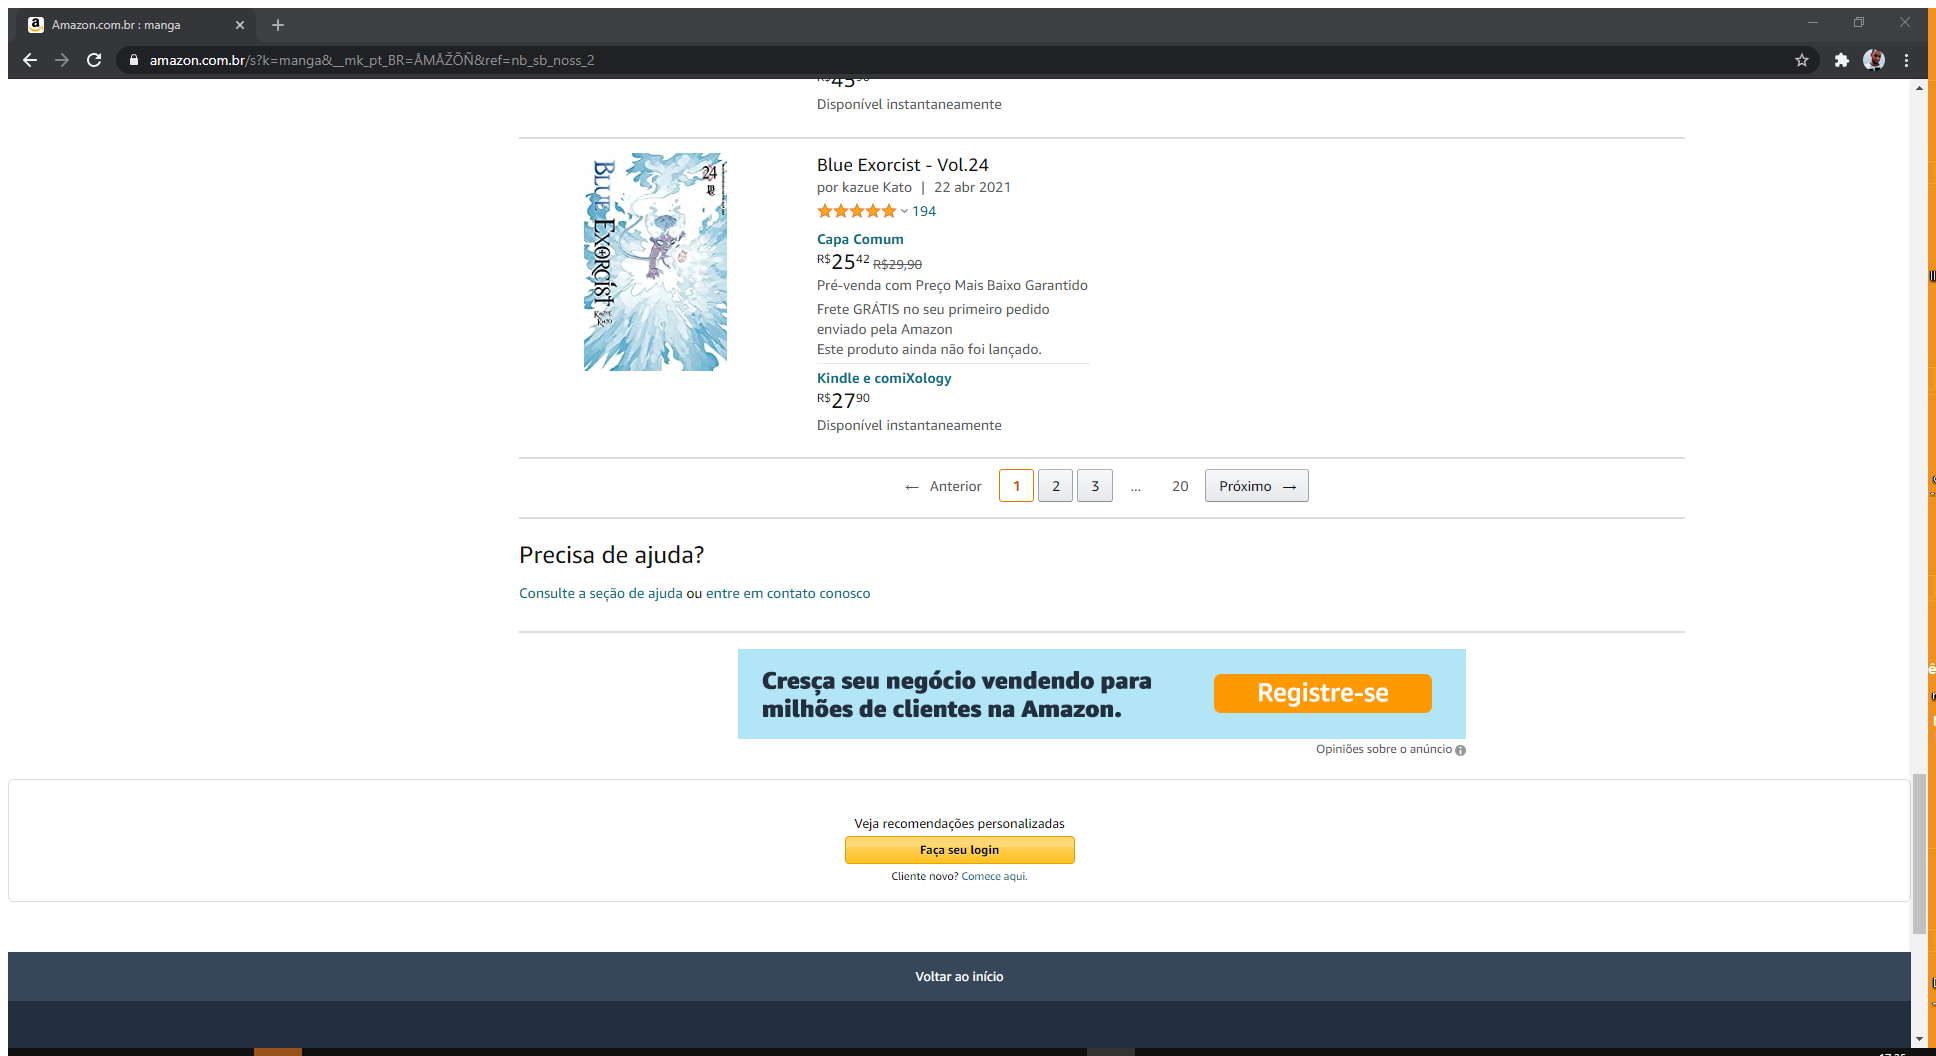 Amazon.com.br : manga
amazon.com.br/s?k=manga&__mk_pt_BR=ÅMÅŽÕÑ&ref=nb_sb_noss_2
Disponível instantaneamente
BLUE EXORCIST
24
KAZUE KATO
Blue Exorcist - Vol.24
por kazue Kato | 22 abr 2021
194
Capa Comum
R$25 42 R$29,90
Pré-venda com Preço Mais Baixo Garantido
Frete GRÁTIS no seu primeiro pedido
enviado pela Amazon
Este produto ainda não foi lançado.
Kindle e comiXology
R$27 90
Disponível instantaneamente
← Anterior 1 2 3 ... 20 Próximo →
Precisa de ajuda?
Consulte a seção de ajuda ou entre em contato conosco
Cresça seu negócio vendendo para
milhões de clientes na Amazon.
Registre-se
Opiniões sobre o anúncio
Veja recomendações personalizadas
Faça seu login
Cliente novo? Comece aqui.
Voltar ao início